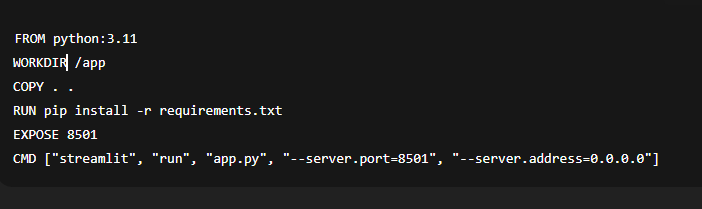 FROM python:3.11
WORKDIR /app
COPY . .
RUN pip install -r requirements.txt
EXPOSE 8501
CMD ["streamlit", "run", "app.py", "--server.port=8501", "--server.address=0.0.0.0"]